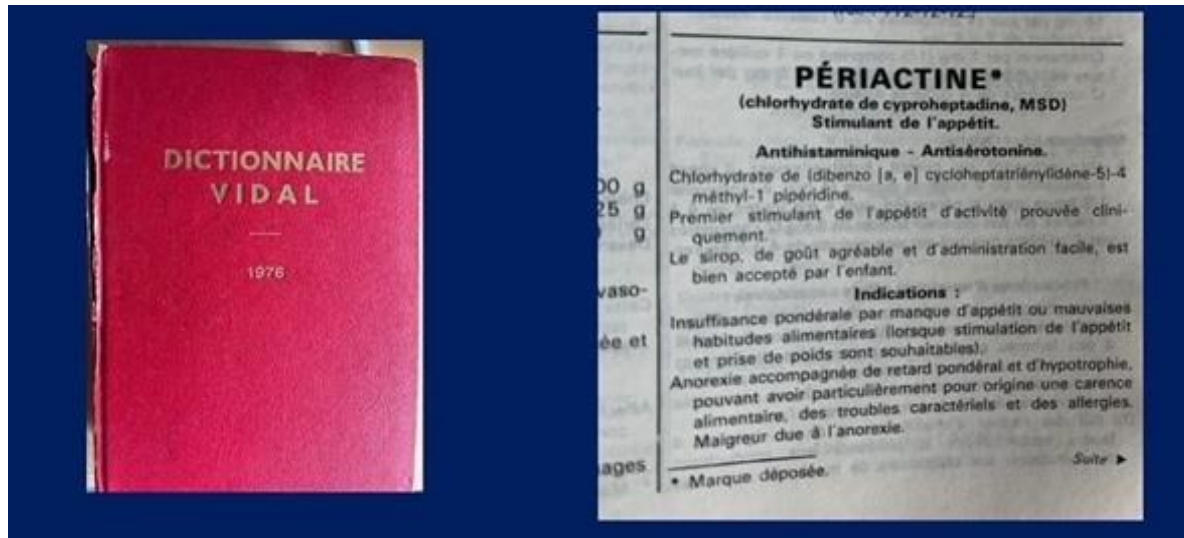 DICTIONNAIRE
VIDAL
1976
PÉRIACTINE*
(chlorhydrate de cyproheptadine, MSD)
Stimulant de l'appétit.
Antihistaminique - Antisérotonine.
Chlorhydrate de (dibenzo [a, e] cycloheptatriénylidène-5)-4
méthyl-1 pipéridine.
Premier stimulant de l'appétit d'activité prouvée clini-
quement.
Le sirop, de goût agréable et d'administration facile, est
bien accepté par l'enfant.
Indications :
Insuffisance pondérale par manque d'appétit ou mauvaises
habitudes alimentaires (lorsque stimulation de l'appétit
et prise de poids sont souhaitables).
Anorexie accompagnée de retard pondéral et d'hypotrophie,
pouvant avoir particulièrement pour origine une carence
alimentaire, des troubles caractériels et des allergies.
Maigreur due à l'anorexie.
Suite ►
* Marque déposée.
00 g
25 g
g
vaso-
ée et
ages